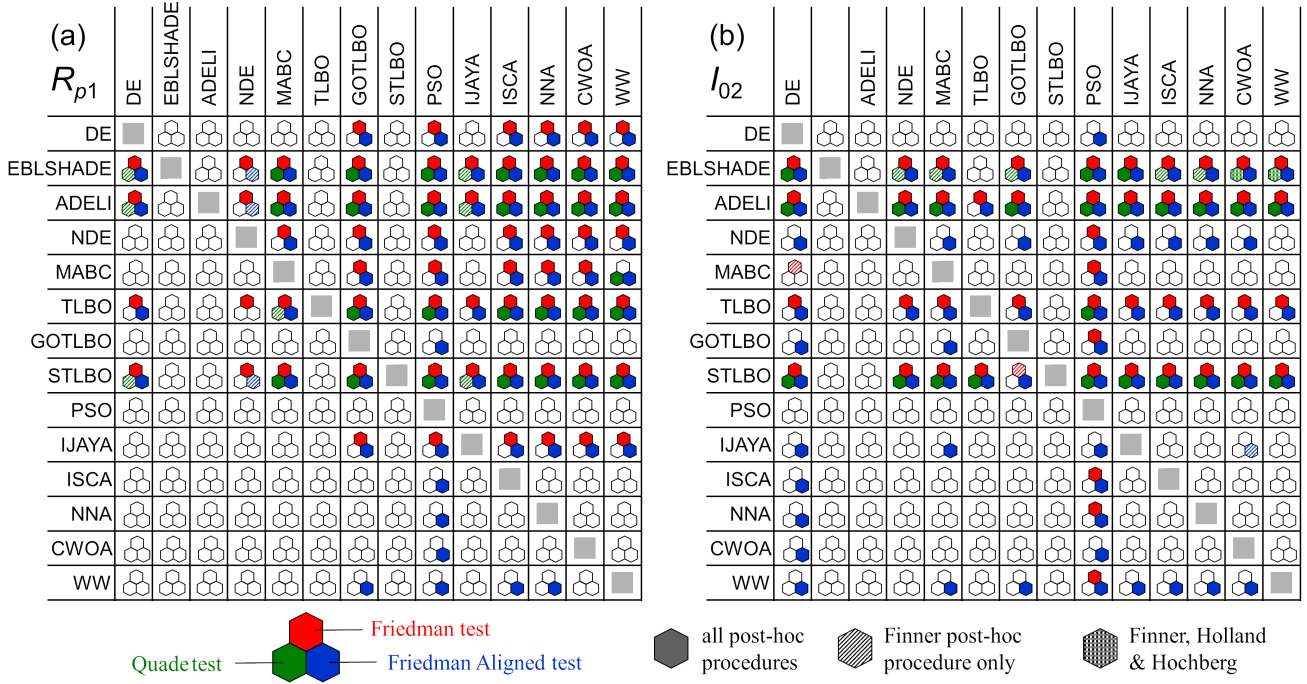 (a)
R_p1
DE EBLSHADE ADELI NDE MABC TLBO GOTLBO STLBO PSO IJAYA ISCA NNA CWOA WW
DE
EBLSHADE
ADELI
NDE
MABC
TLBO
GOTLBO
STLBO
PSO
IJAYA
ISCA
NNA
CWOA
WW
(b)
I_02
DE ADELI NDE MABC TLBO GOTLBO STLBO PSO IJAYA ISCA NNA CWOA WW
DE
EBLSHADE
ADELI
NDE
MABC
TLBO
GOTLBO
STLBO
PSO
IJAYA
ISCA
NNA
CWOA
WW
Friedman test
Quade test
Friedman Aligned test
all post-hoc
procedures
Finner post-hoc
procedure only
Finner, Holland
& Hochberg